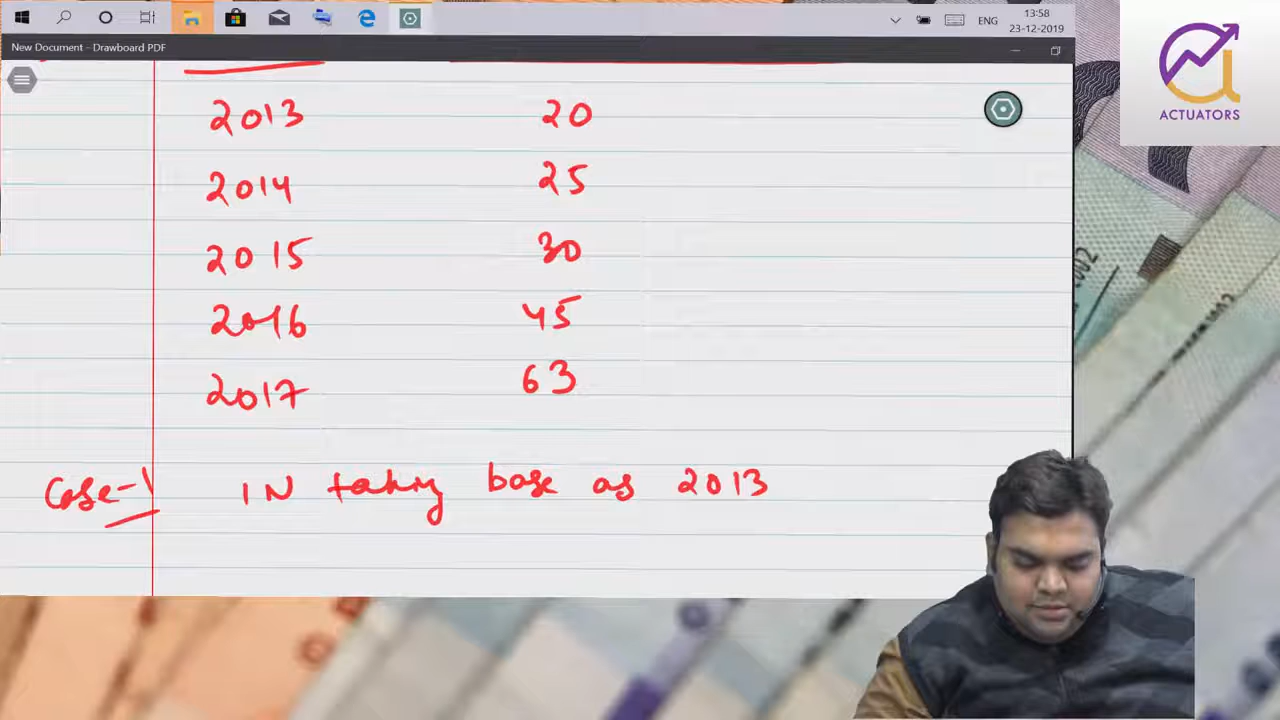 13:58
ENG
23-12-2019
New Document - Drawboard PDF
ACTUATORS
2013 20
2014 25
2015 30
2016 45
2017 63
Case-1 IN taking base as 2013